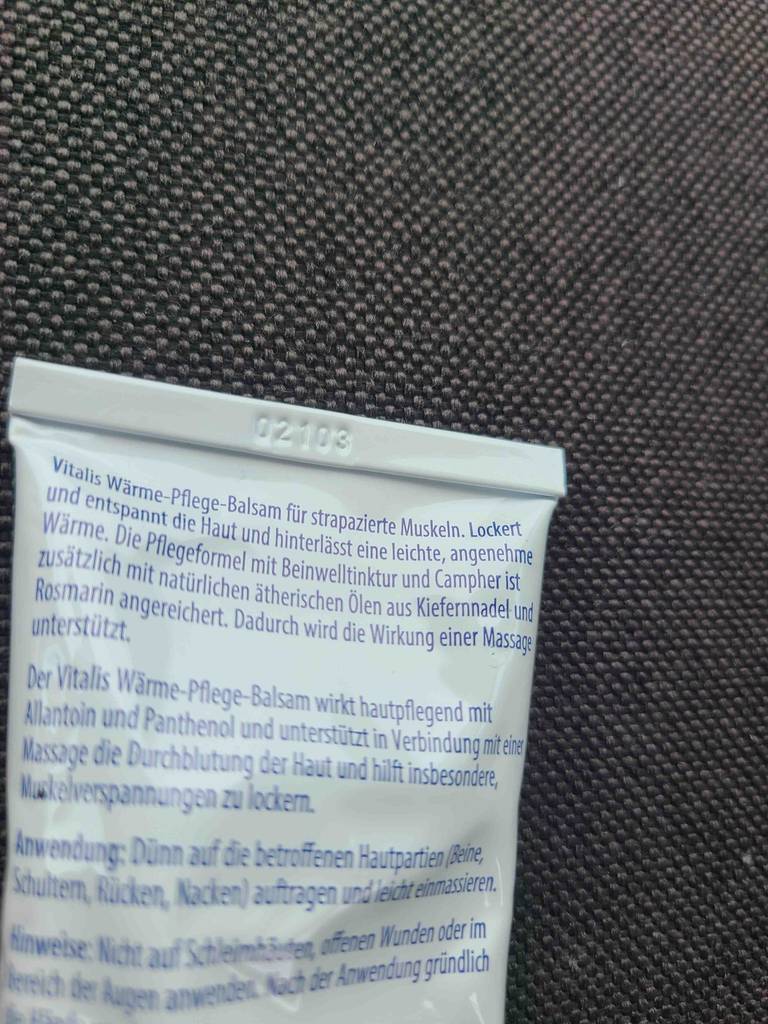 02103
Vitalis Wärme-Pflege-Balsam für strapazierte Muskeln. Lockert
und entspannt die Haut und hinterlässt eine leichte, angenehme
Wärme. Die Pflegeformel mit Beinwelltinktur und Campher ist
zusätzlich mit natürlichen ätherischen Ölen aus Kiefernnadel und
Rosmarin angereichert. Dadurch wird die Wirkung einer Massage
unterstützt.
Der Vitalis Wärme-Pflege-Balsam wirkt hautpflegend mit
Allantoin und Panthenol und unterstützt in Verbindung mit einer
Massage die Durchblutung der Haut und hilft insbesondere,
Muskelverspannungen zu lockern.
Anwendung: Dünn auf die betroffenen Hautpartien (Beine,
Schultern, Rücken, Nacken) auftragen und leicht einmassieren.
Hinweise: Nicht auf Schleimhäuten, offenen Wunden oder im
Bereich der Augen anwenden. Nach der Anwendung gründlich